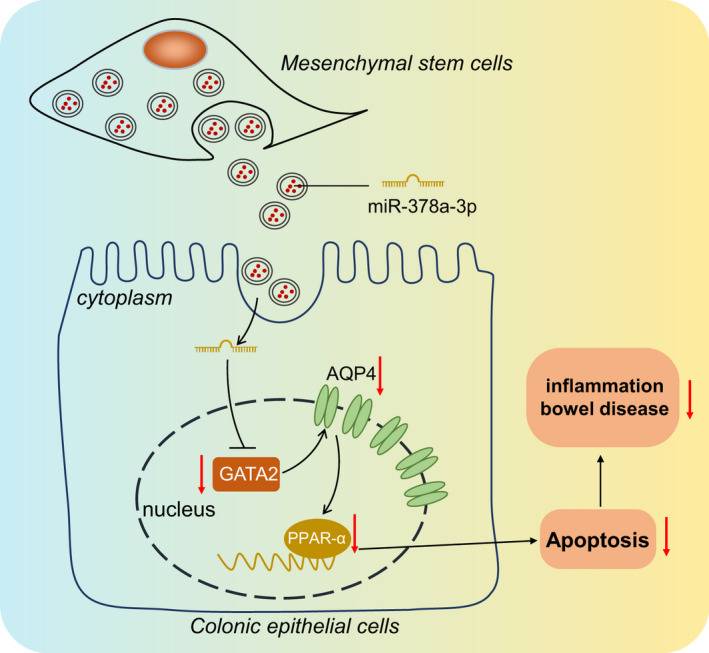 Mesenchymal stem cells
miR-378a-3p
cytoplasm
AQP4
GATA2
nucleus
PPAR-α
inflammation
bowel disease
Apoptosis
Colonic epithelial cells